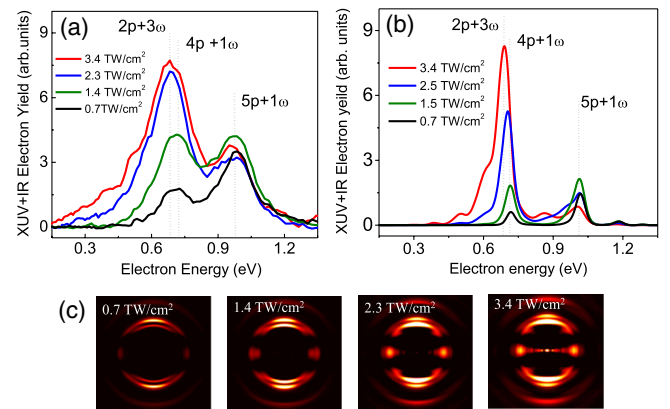 (a)
2p+3ω
4p +1ω
5p+1ω
3.4 TW/cm²
2.3 TW/cm²
1.4 TW/cm²
0.7TW/cm²
XUV+IR Electron Yield (arb.units)
9
6
3
0
0.3 0.6 0.9 1.2
Electron Energy (eV)
(b)
2p+3ω
4p+1ω
5p+1ω
3.4 TW/cm²
2.5 TW/cm²
1.5 TW/cm²
0.7 TW/cm²
XUV+IR Electron yeild (arb. units)
9
6
3
0
0.3 0.6 0.9 1.2
Electron energy (eV)
(c)
0.7 TW/cm²
1.4 TW/cm²
2.3 TW/cm²
3.4 TW/cm²